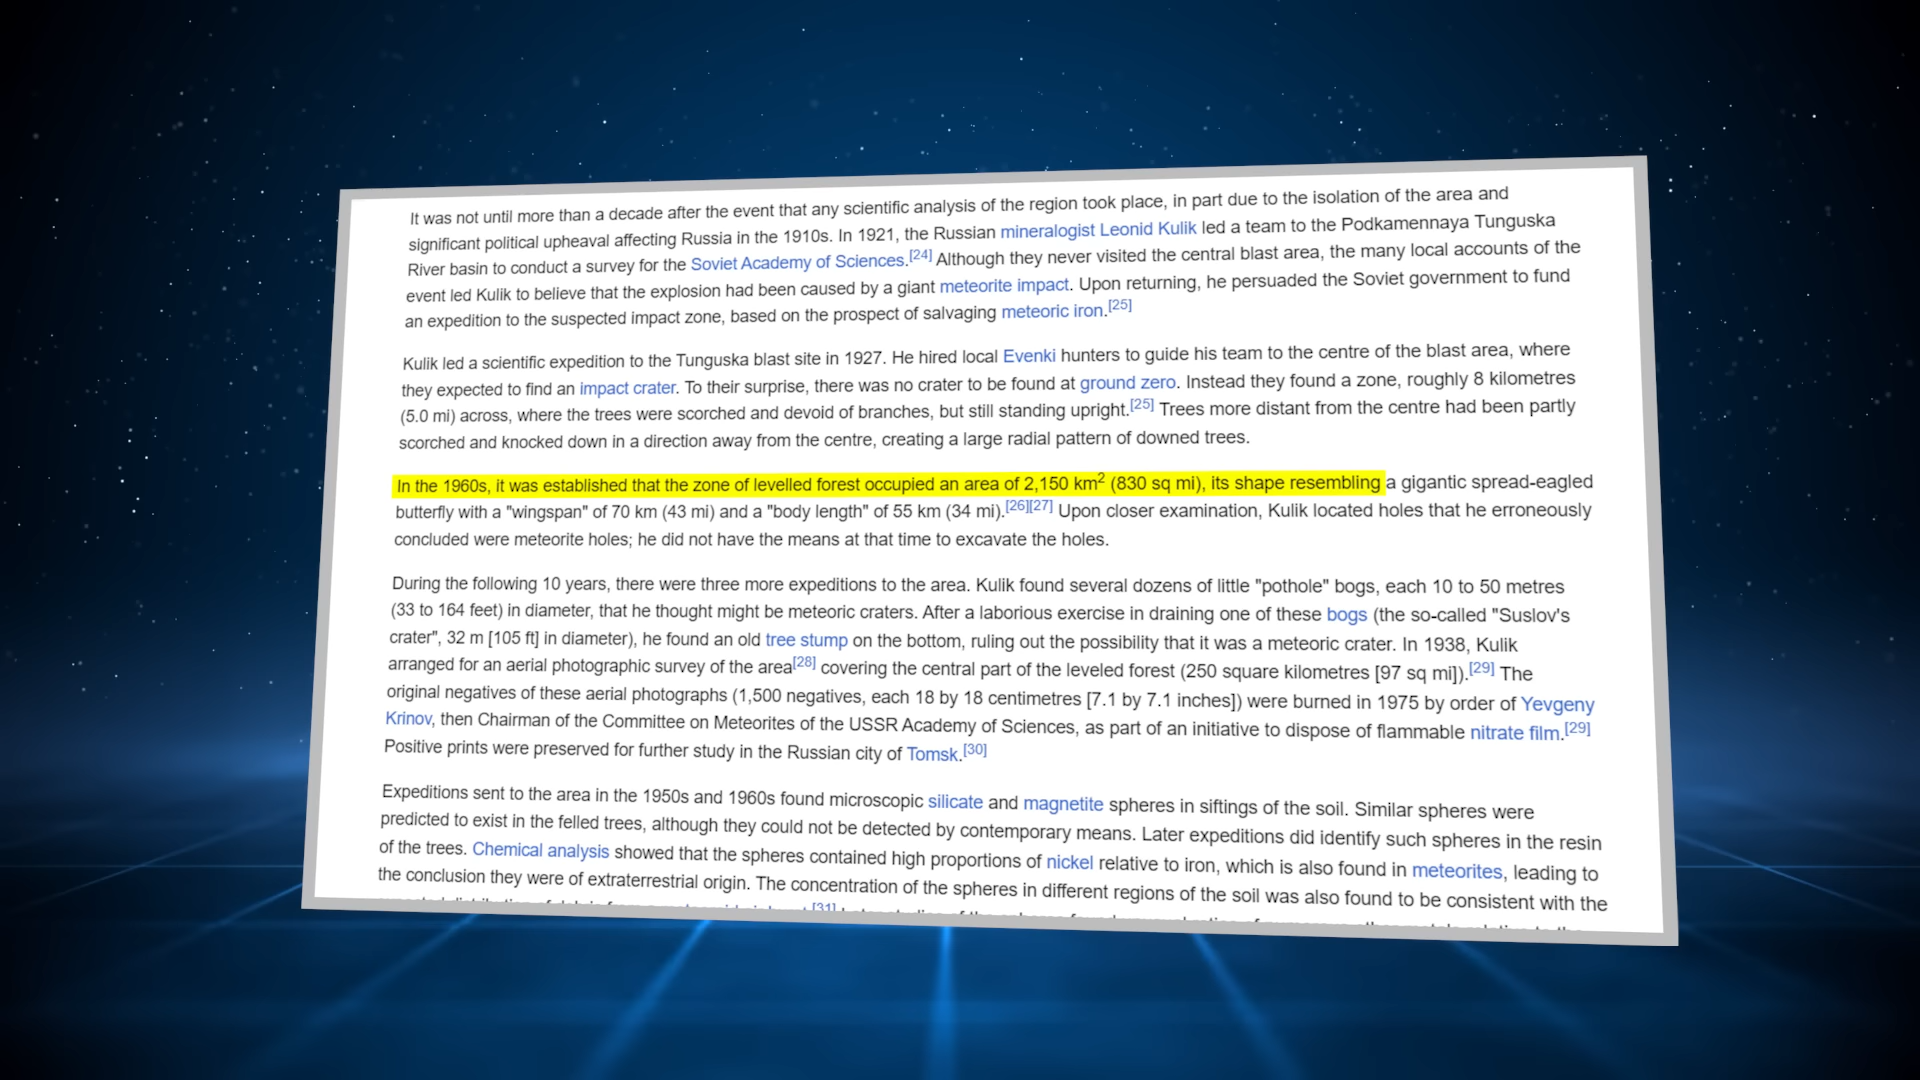 It was not until more than a decade after the event that any scientific analysis of the region took place, in part due to the isolation of the area and
significant political upheaval affecting Russia in the 1910s. In 1921, the Russian mineralogist Leonid Kulik led a team to the Podkamennaya Tunguska
River basin to conduct a survey for the Soviet Academy of Sciences.[24] Although they never visited the central blast area, the many local accounts of the
event led Kulik to believe that the explosion had been caused by a giant meteorite impact. Upon returning, he persuaded the Soviet government to fund
an expedition to the suspected impact zone, based on the prospect of salvaging meteoric iron.[25]
Kulik led a scientific expedition to the Tunguska blast site in 1927. He hired local Evenki hunters to guide his team to the centre of the blast area, where
they expected to find an impact crater. To their surprise, there was no crater to be found at ground zero. Instead they found a zone, roughly 8 kilometres
(5.0 mi) across, where the trees were scorched and devoid of branches, but still standing upright.[25] Trees more distant from the centre had been partly
scorched and knocked down in a direction away from the centre, creating a large radial pattern of downed trees.
In the 1960s, it was established that the zone of levelled forest occupied an area of 2,150 km2 (830 sq mi), its shape resembling a gigantic spread-eagled
butterfly with a "wingspan" of 70 km (43 mi) and a "body length" of 55 km (34 mi).[26][27] Upon closer examination, Kulik located holes that he erroneously
concluded were meteorite holes; he did not have the means at that time to excavate the holes.
During the following 10 years, there were three more expeditions to the area. Kulik found several dozens of little "pothole" bogs, each 10 to 50 metres
(33 to 164 feet) in diameter, that he thought might be meteoric craters. After a laborious exercise in draining one of these bogs (the so-called "Suslov's
crater", 32 m [105 ft] in diameter), he found an old tree stump on the bottom, ruling out the possibility that it was a meteoric crater. In 1938, Kulik
arranged for an aerial photographic survey of the area[28] covering the central part of the leveled forest (250 square kilometres [97 sq mi]).[29] The
original negatives of these aerial photographs (1,500 negatives, each 18 by 18 centimetres [7.1 by 7.1 inches]) were burned in 1975 by order of Yevgeny
Krinov, then Chairman of the Committee on Meteorites of the USSR Academy of Sciences, as part of an initiative to dispose of flammable nitrate film.[29]
Positive prints were preserved for further study in the Russian city of Tomsk.[30]
Expeditions sent to the area in the 1950s and 1960s found microscopic silicate and magnetite spheres in siftings of the soil. Similar spheres were
predicted to exist in the felled trees, although they could not be detected by contemporary means. Later expeditions did identify such spheres in the resin
of the trees. Chemical analysis showed that the spheres contained high proportions of nickel relative to iron, which is also found in meteorites, leading to
the conclusion they were of extraterrestrial origin. The concentration of the spheres in different regions of the soil was also found to be consistent with the
[31]